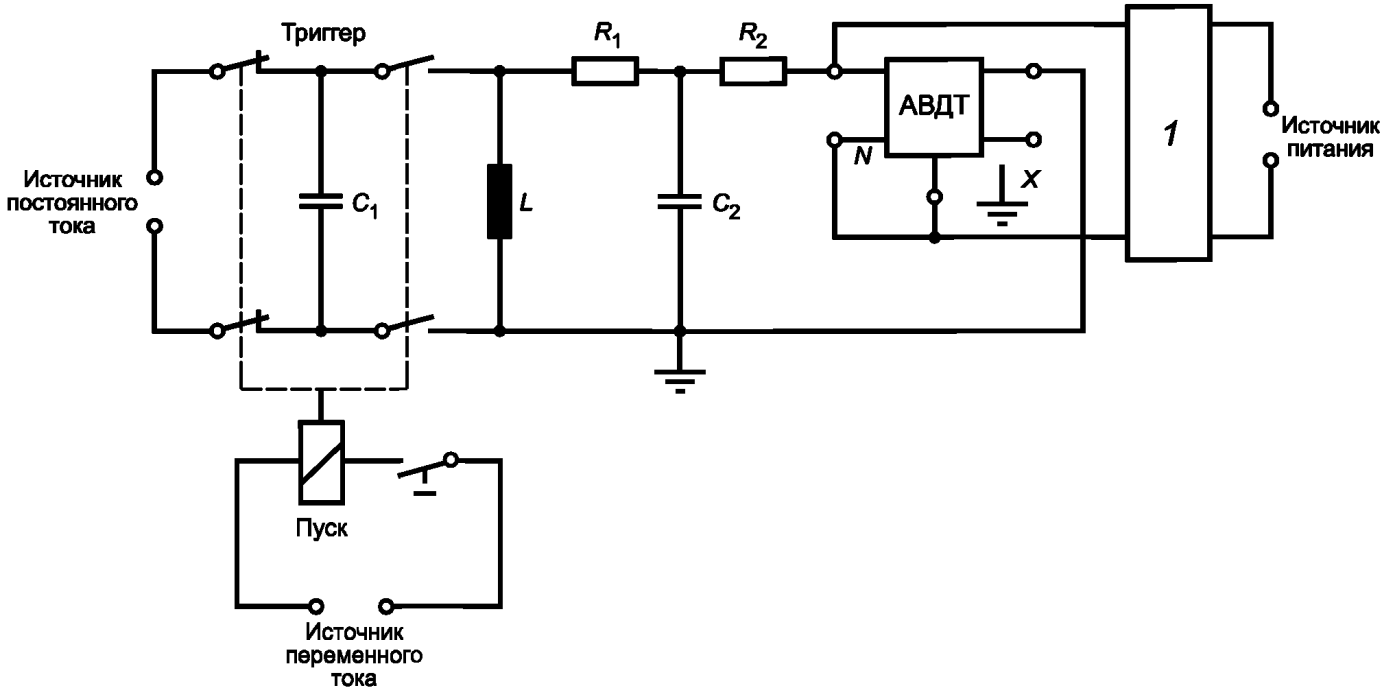 Триггер
R1
R2
АВДТ
1
Источник
питания
N
X
Источник
постоянного
тока
C1
L
C2
Пуск
Источник
переменного
тока